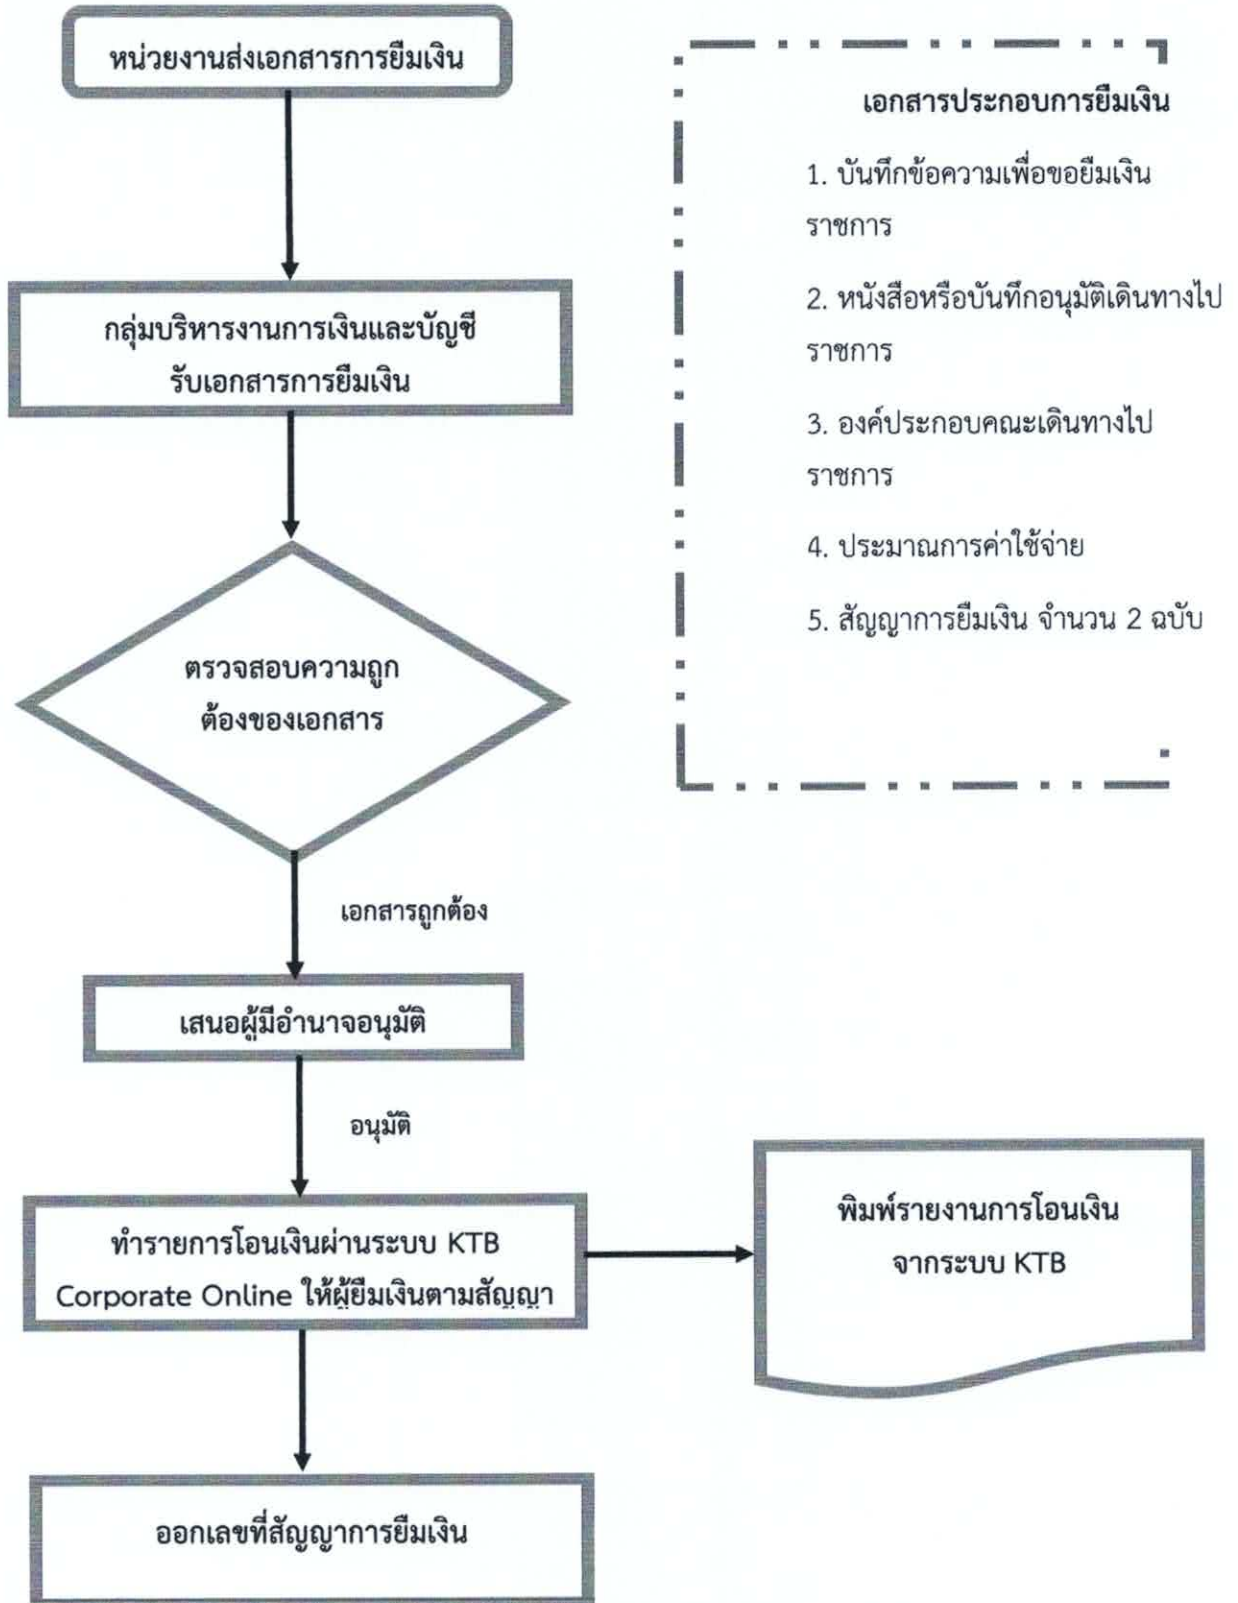 หน่วยงานส่งเอกสารการยืมเงิน
กลุ่มบริหารงานการเงินและบัญชี
รับเอกสารการยืมเงิน
ตรวจสอบความถูก
ต้องของเอกสาร
เอกสารถูกต้อง
เสนอผู้มีอำนาจอนุมัติ
อนุมัติ
ทำรายการโอนเงินผ่านระบบ KTB
Corporate Online ให้ผู้ยืมเงินตามสัญญา
พิมพ์รายงานการโอนเงิน
จากระบบ KTB
ออกเลขที่สัญญาการยืมเงิน
เอกสารประกอบการยืมเงิน
1. บันทึกข้อความเพื่อขอยืมเงิน
ราชการ
2. หนังสือหรือบันทึกอนุมัติเดินทางไป
ราชการ
3. องค์ประกอบคณะเดินทางไป
ราชการ
4. ประมาณการค่าใช้จ่าย
5. สัญญาการยืมเงิน จำนวน 2 ฉบับ